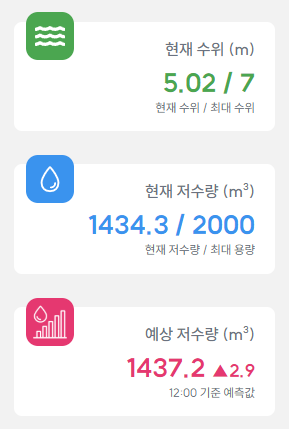 현재 수위 (m)
5.02 / 7
현재 수위 / 최대 수위
현재 저수량 (m³)
1434.3 / 2000
현재 저수량 / 최대 용량
예상 저수량 (m³)
1437.2 ▲2.9
12:00 기준 예측값